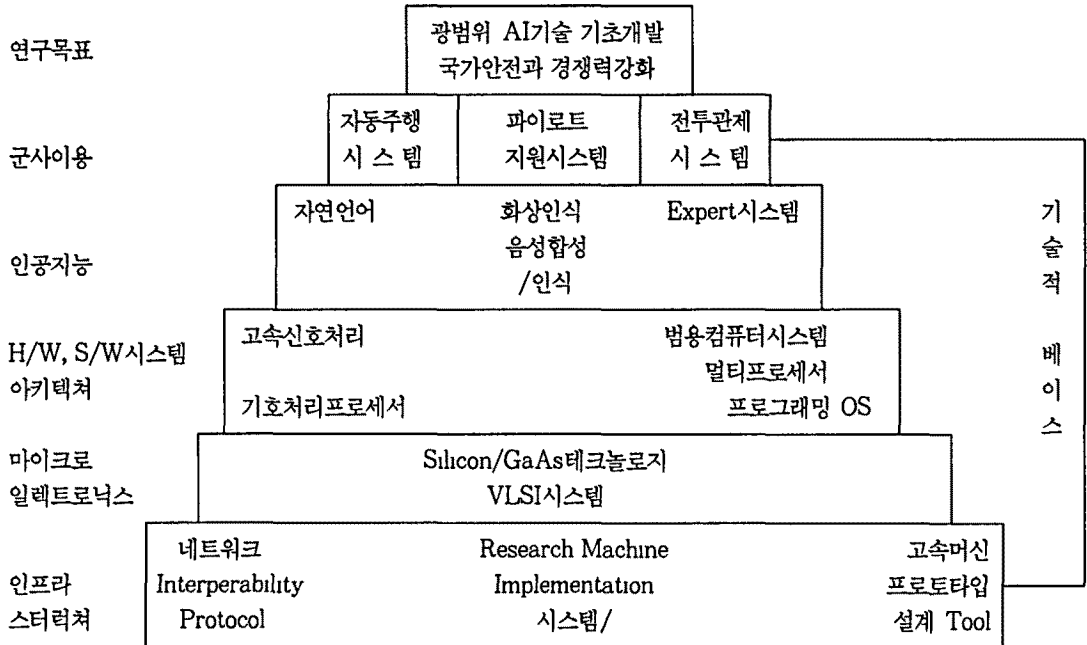 연구목표
광범위 AI기술 기초개발
국가안전과 경쟁력강화
군사이용
자동주행
시 스 템
파이로트
지원시스템
전투관제
시 스 템
인공지능
자연언어
화상인식
음성합성
/인식
Expert시스템
H/W, S/W시스템
아키텍쳐
고속신호처리
기호처리프로세서
범용컴퓨터시스템
멀티프로세서
프로그래밍 OS
마이크로
일렉트로닉스
Silicon/GaAs테크놀로지
VLSI시스템
인프라
스터럭쳐
네트워크
Interperability
Protocol
Research Machine
Implementation
시스템/
고속머신
프로토타입
설계 Tool
기
술
적
베
이
스